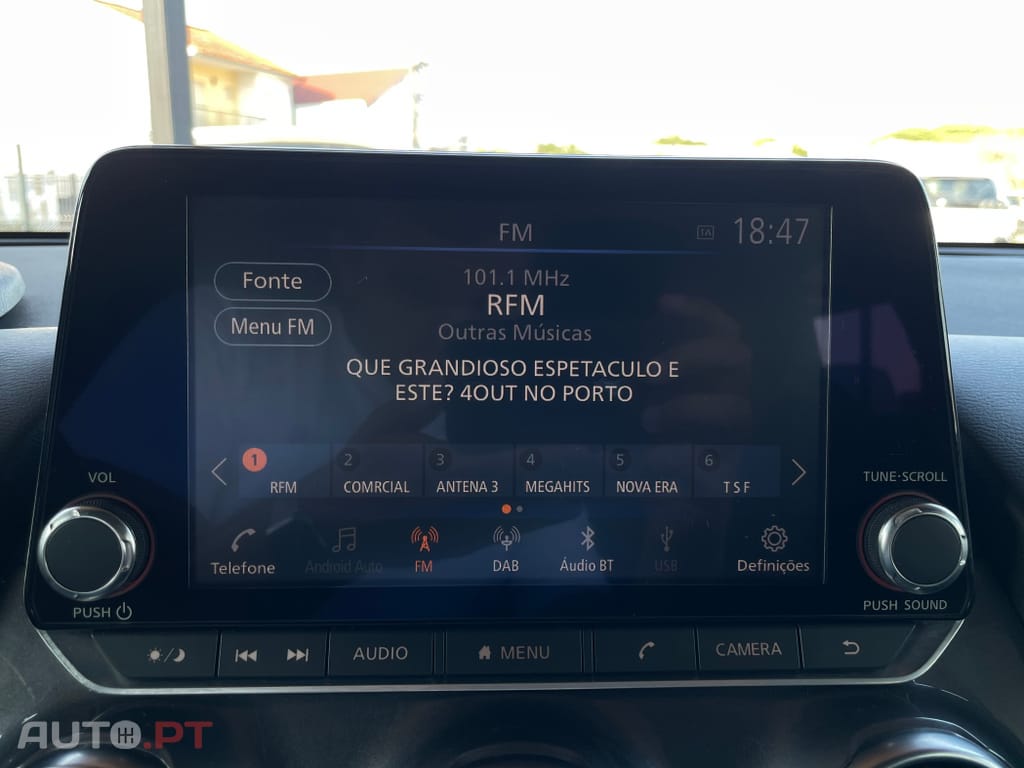 FM
TA
18:47
Fonte
101.1 MHz
RFM
Menu FM
Outras Músicas
QUE GRANDIOSO ESPETACULO E
ESTE? 4OUT NO PORTO
1
2
3
4
5
6
RFM
COMRCIAL
ANTENA 3
MEGAHITS
NOVA ERA
T S F
VOL
TUNE·SCROLL
Telefone
Android Auto
FM
DAB
Áudio BT
USB
Definições
PUSH
PUSH SOUND
AUDIO
MENU
CAMERA
AUTO.PT